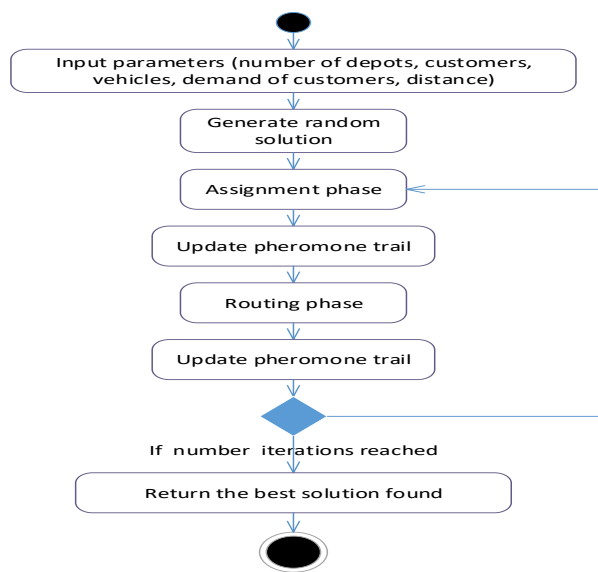 Input parameters (number of depots, customers,
vehicles, demand of customers, distance)
Generate random
solution
Assignment phase
Update pheromone trail
Routing phase
Update pheromone trail
If number iterations reached
Return the best solution found